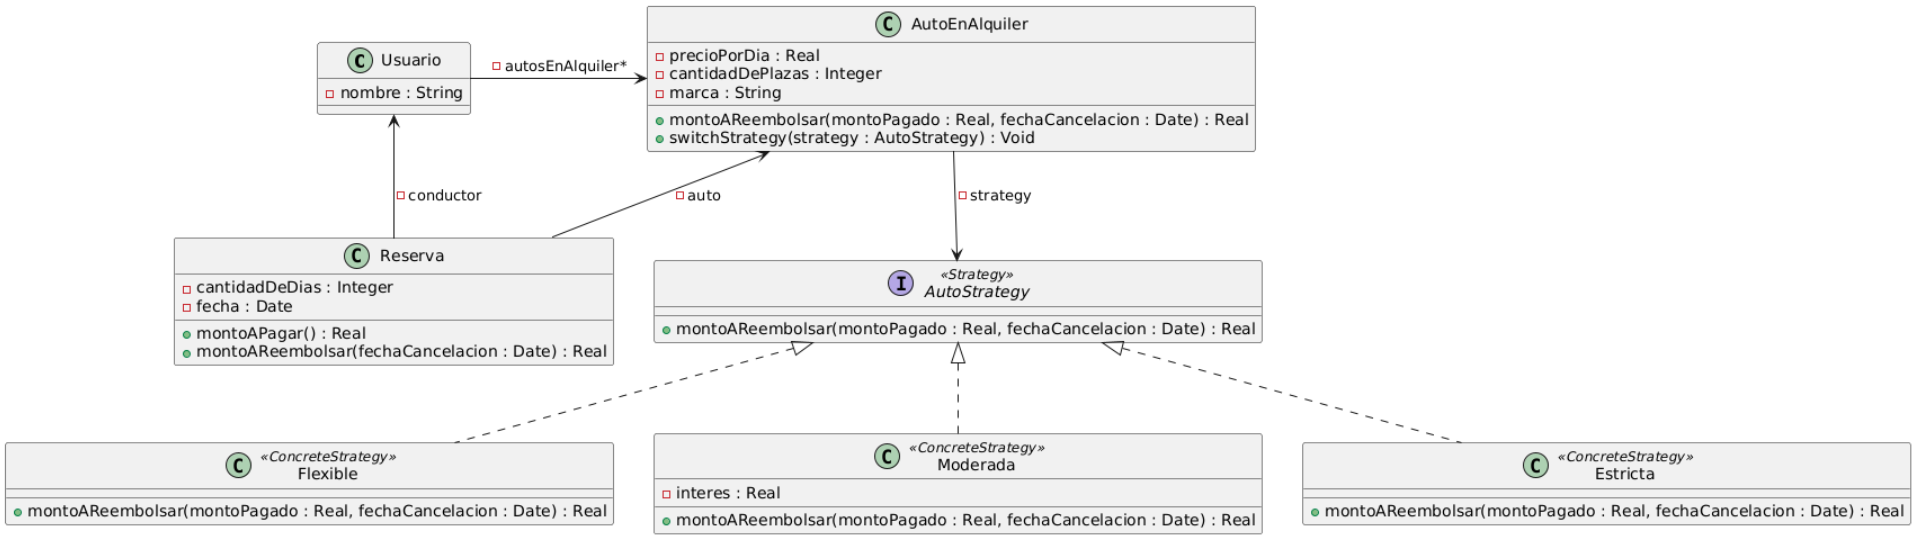 C AutoEnAlquiler
precioPorDia : Real
cantidadDePlazas : Integer
marca : String
montoAReembolsar(montoPagado : Real, fechaCancelacion : Date) : Real
switchStrategy(strategy : AutoStrategy) : Void
C Usuario
nombre : String
autosEnAlquiler*
conductor
auto
strategy
C Reserva
cantidadDeDias : Integer
fecha : Date
montoAPagar() : Real
montoAReembolsar(fechaCancelacion : Date) : Real
I «Strategy»
AutoStrategy
montoAReembolsar(montoPagado : Real, fechaCancelacion : Date) : Real
C «ConcreteStrategy»
Flexible
montoAReembolsar(montoPagado : Real, fechaCancelacion : Date) : Real
C «ConcreteStrategy»
Moderada
interes : Real
montoAReembolsar(montoPagado : Real, fechaCancelacion : Date) : Real
C «ConcreteStrategy»
Estricta
montoAReembolsar(montoPagado : Real, fechaCancelacion : Date) : Real